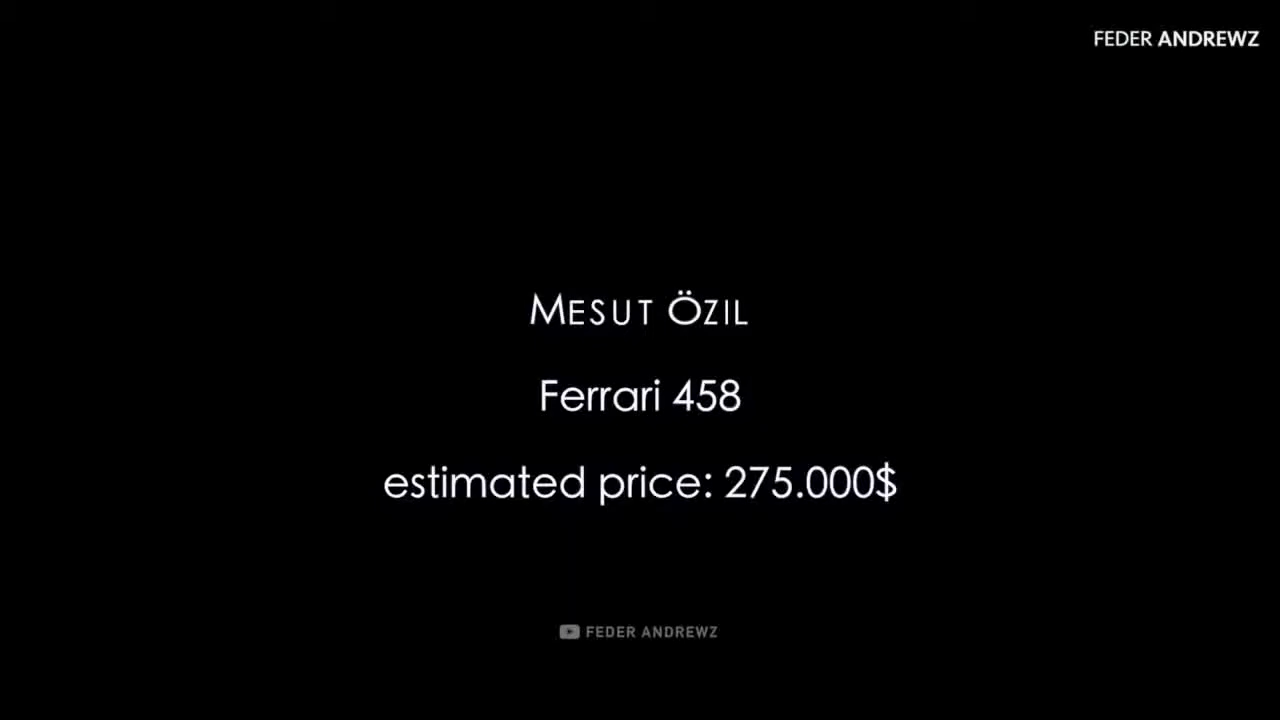 FEDER ANDREWZ
MESUT ÖZIL
Ferrari 458
estimated price: 275.000$
FEDER ANDREWZ